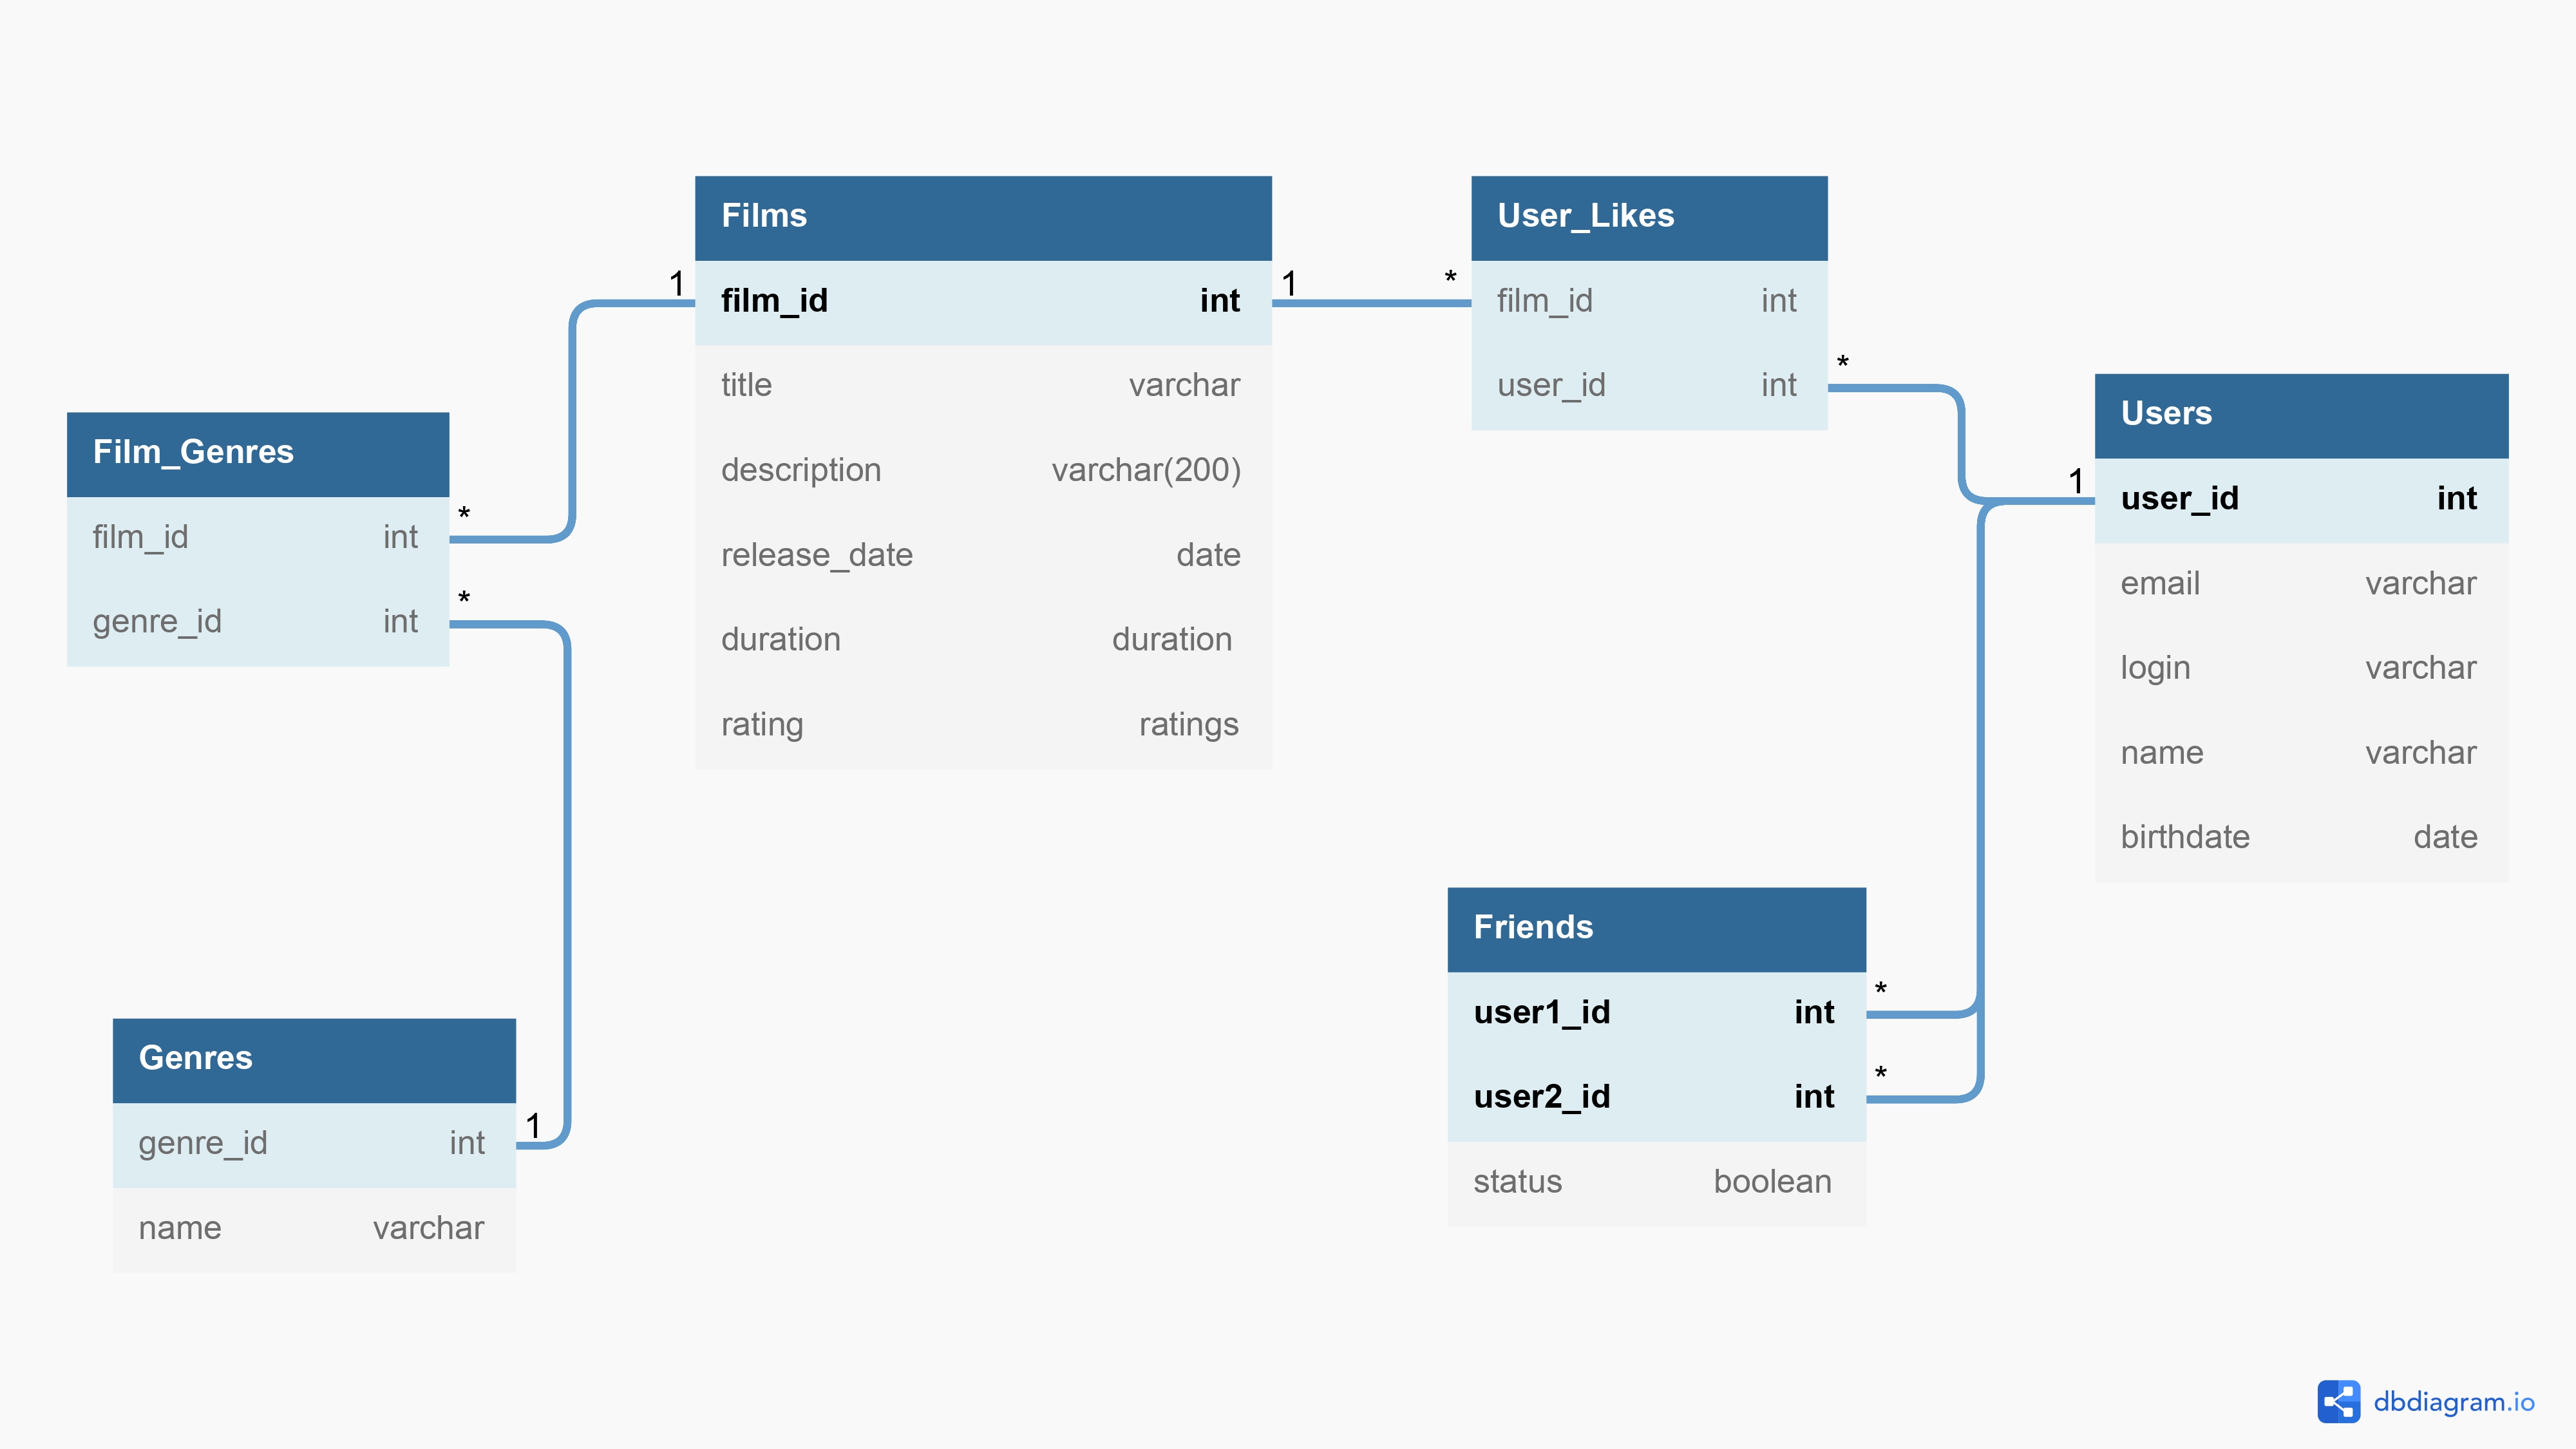 Films
1 film_id int 1
title varchar
description varchar(200)
release_date date
duration duration
rating ratings
User_Likes
* film_id int
user_id int *
Users
1 user_id int
email varchar
login varchar
name varchar
birthdate date
Film_Genres
film_id int *
genre_id int *
Genres
genre_id int 1
name varchar
Friends
user1_id int *
user2_id int *
status boolean
dbdiagram.io